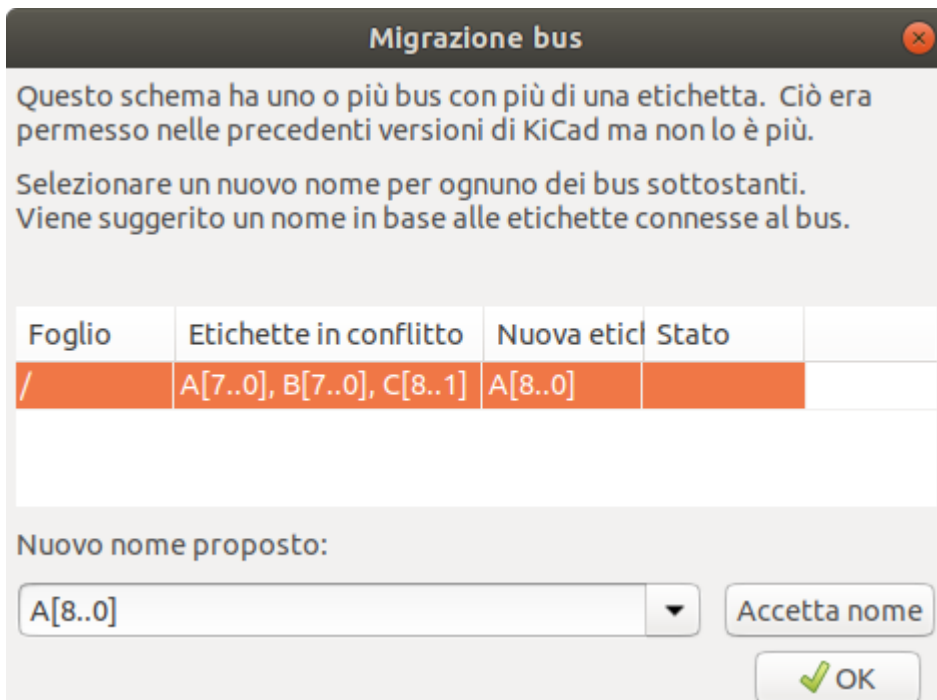 Migrazione bus
Questo schema ha uno o più bus con più di una etichetta. Ciò era
permesso nelle precedenti versioni di KiCad ma non lo è più.
Selezionare un nuovo nome per ognuno dei bus sottostanti.
Viene suggerito un nome in base alle etichette connesse al bus.
Foglio Etichette in conflitto Nuova etich Stato
/ A[7..0], B[7..0], C[8..1] A[8..0]
Nuovo nome proposto:
A[8..0] Accetta nome
OK